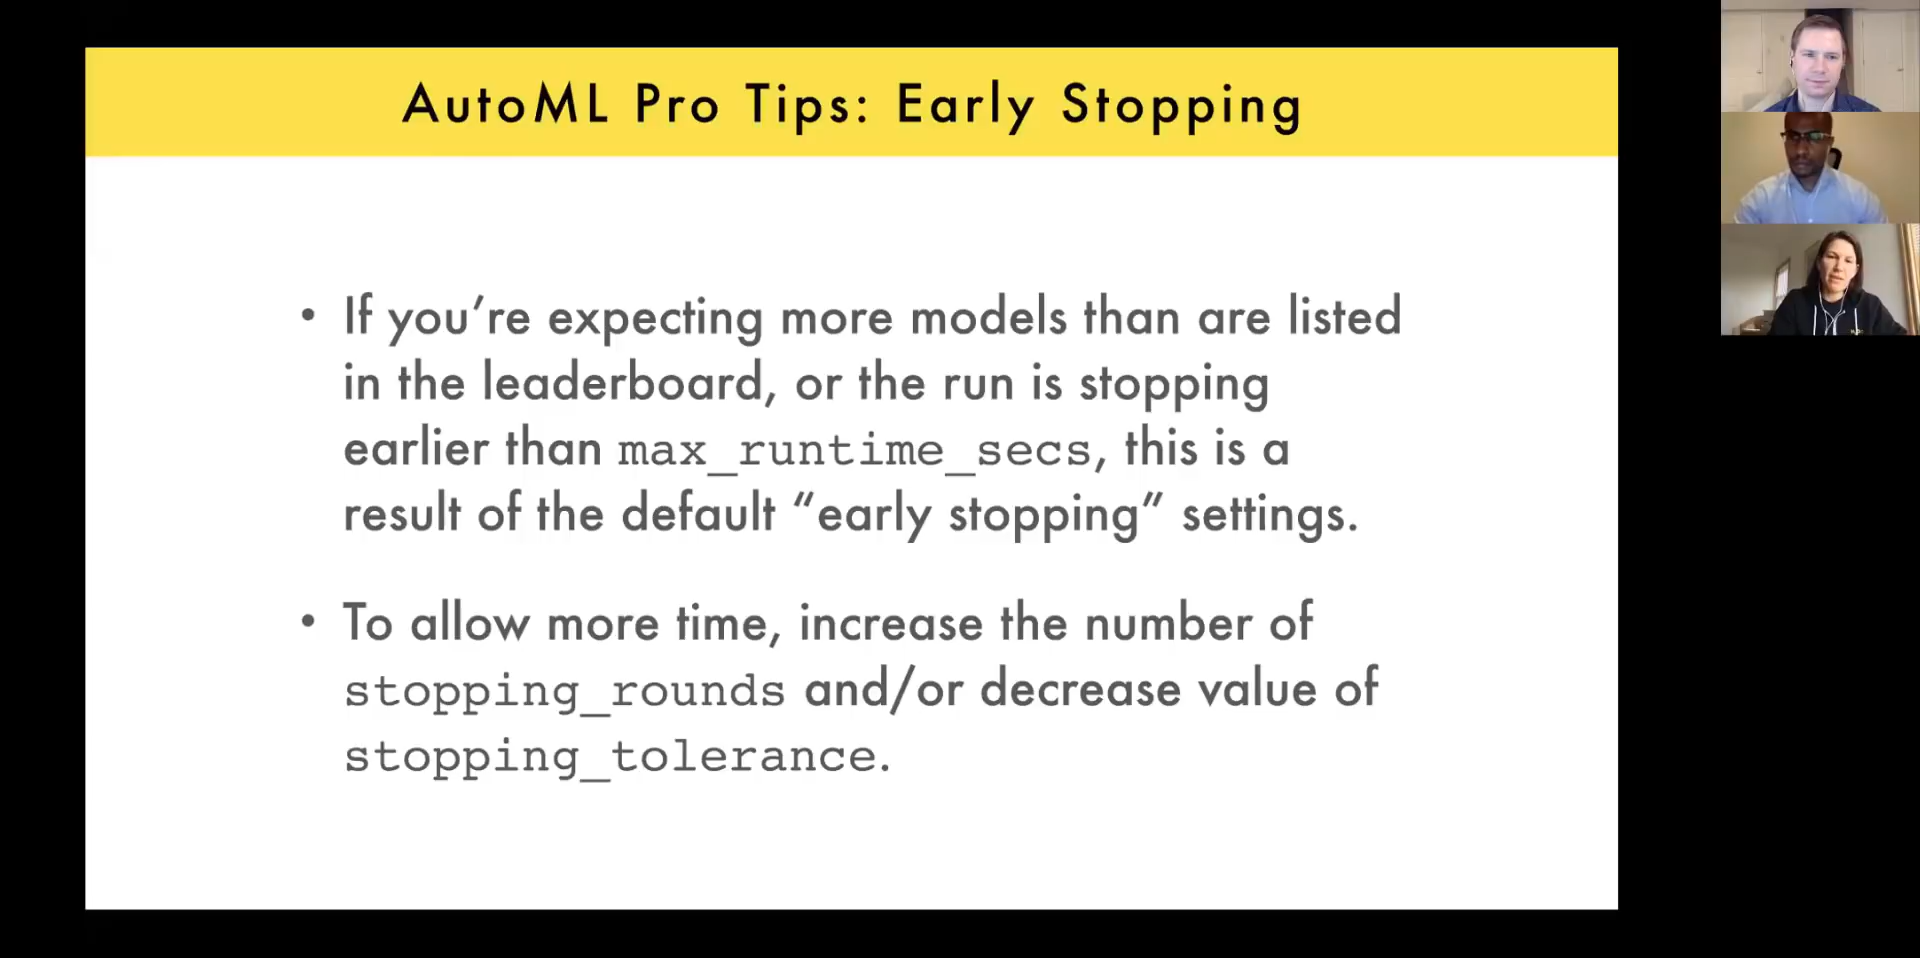 AutoML Pro Tips: Early Stopping
• If you’re expecting more models than are listed
in the leaderboard, or the run is stopping
earlier than max_runtime_secs, this is a
result of the default “early stopping” settings.
• To allow more time, increase the number of
stopping_rounds and/or decrease value of
stopping_tolerance.